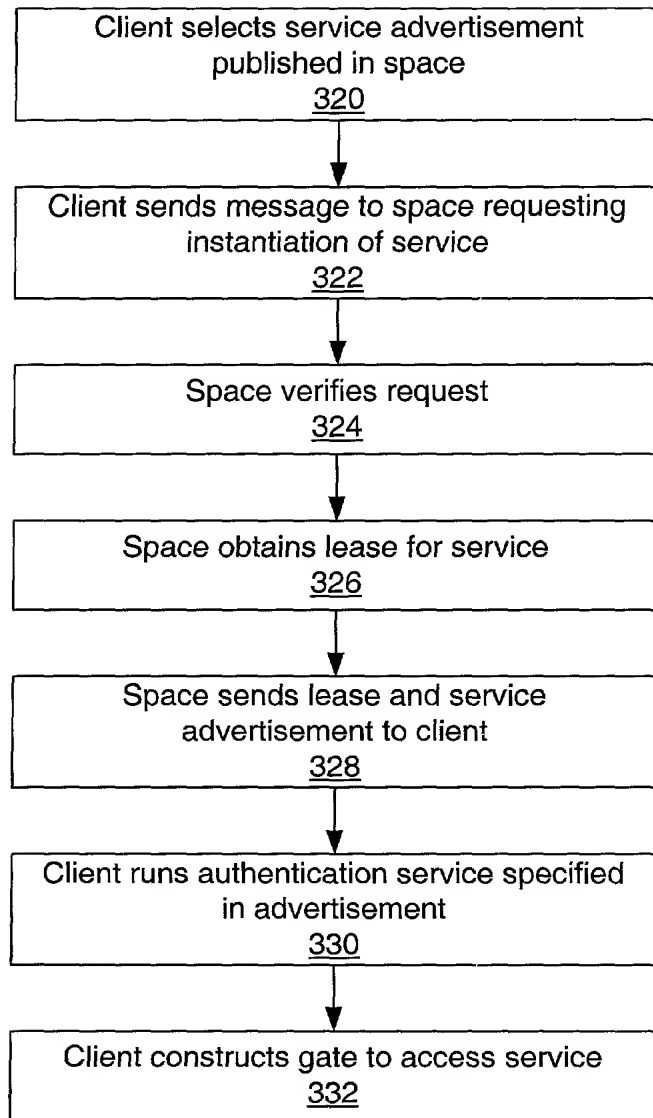 Client selects service advertisement
published in space
320
Client sends message to space requesting
instantiation of service
322
Space verifies request
324
Space obtains lease for service
326
Space sends lease and service
advertisement to client
328
Client runs authentication service specified
in advertisement
330
Client constructs gate to access service
332